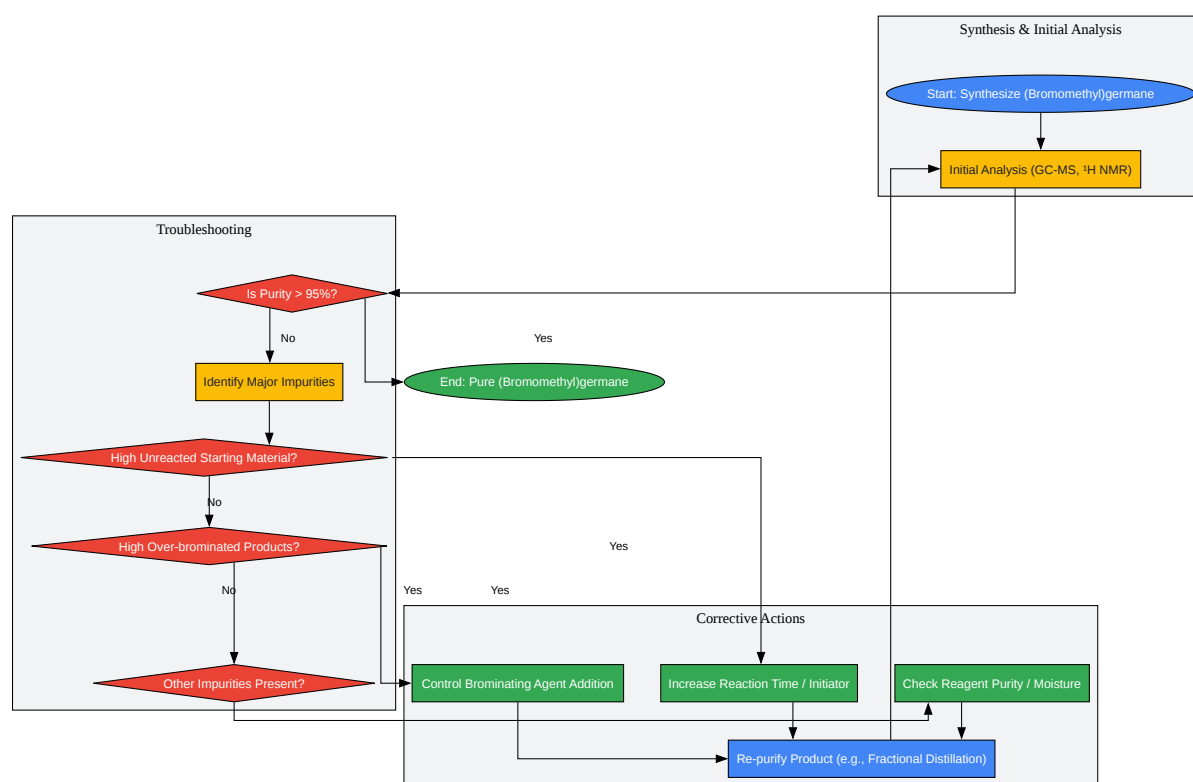 Synthesis & Initial Analysis
Start: Synthesize (Bromomethyl)germane
Initial Analysis (GC-MS, ¹H NMR)
Troubleshooting
Is Purity > 95%?
No
Yes
Identify Major Impurities
End: Pure (Bromomethyl)germane
High Unreacted Starting Material?
No
High Over-brominated Products?
Yes
No
Yes
Yes
Corrective Actions
Other Impurities Present?
Control Brominating Agent Addition
Increase Reaction Time / Initiator
Check Reagent Purity / Moisture
Re-purify Product (e.g., Fractional Distillation)